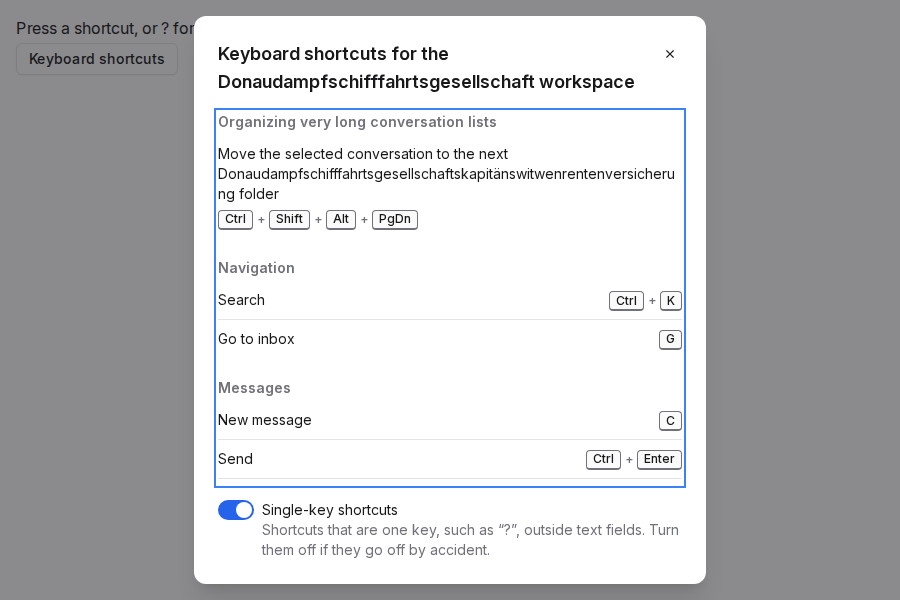 Press a shortcut, or ? for
Keyboard shortcuts
Keyboard shortcuts for the
Donaudampfschifffahrtsgesellschaft workspace
Organizing very long conversation lists
Move the selected conversation to the next
Donaudampfschifffahrtsgesellschaftskapitänswitwenrentenversicheru
ng folder
Ctrl + Shift + Alt + PgDn
Navigation
Search Ctrl + K
Go to inbox G
Messages
New message C
Send Ctrl + Enter
Single-key shortcuts
Shortcuts that are one key, such as “?”, outside text fields. Turn
them off if they go off by accident.